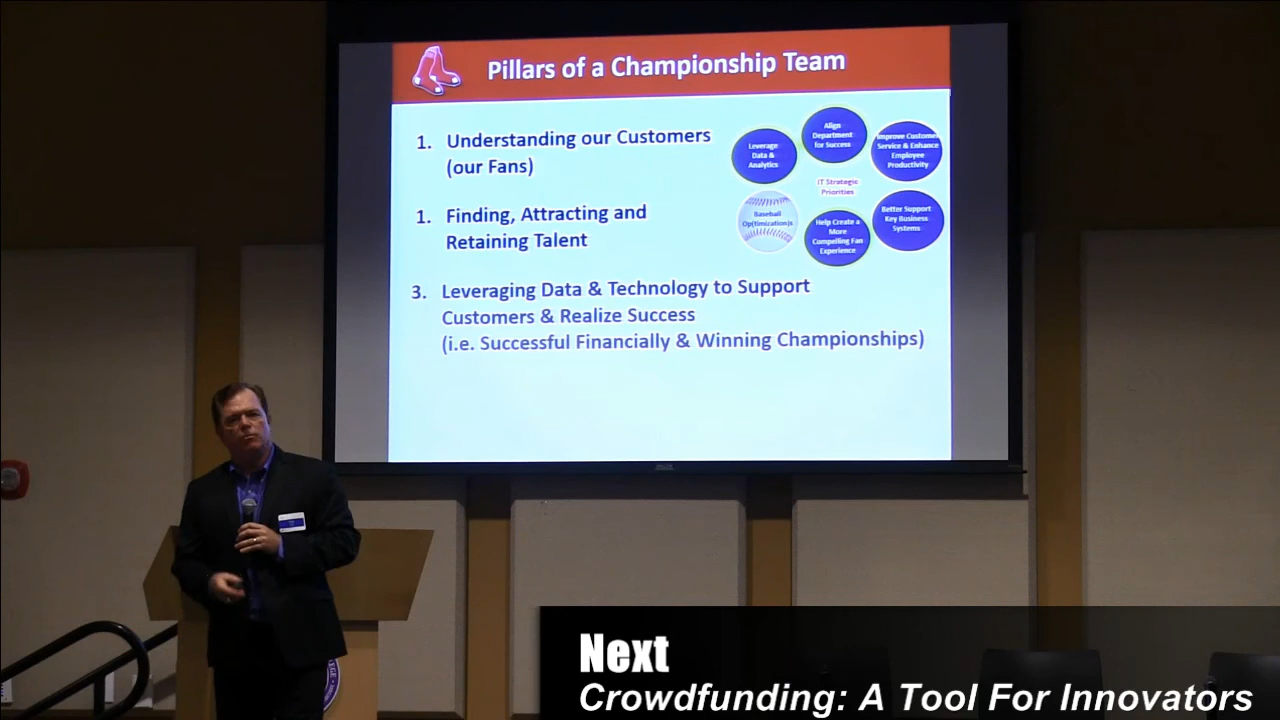 Pillars of a Championship Team
1. Understanding our Customers
(our Fans)
1. Finding, Attracting and
Retaining Talent
3. Leveraging Data & Technology to Support
Customers & Realize Success
(i.e. Successful Financially & Winning Championships)
Align
Department
for Success
Leverage
Data &
Analytics
Improve Customer
Service & Enhance
Employee
Productivity
IT Strategic
Priorities
Baseball
Op(timization)s
Help Create a
More
Compelling Fan
Experience
Better Support
Key Business
Systems
Next
Crowdfunding: A Tool For Innovators